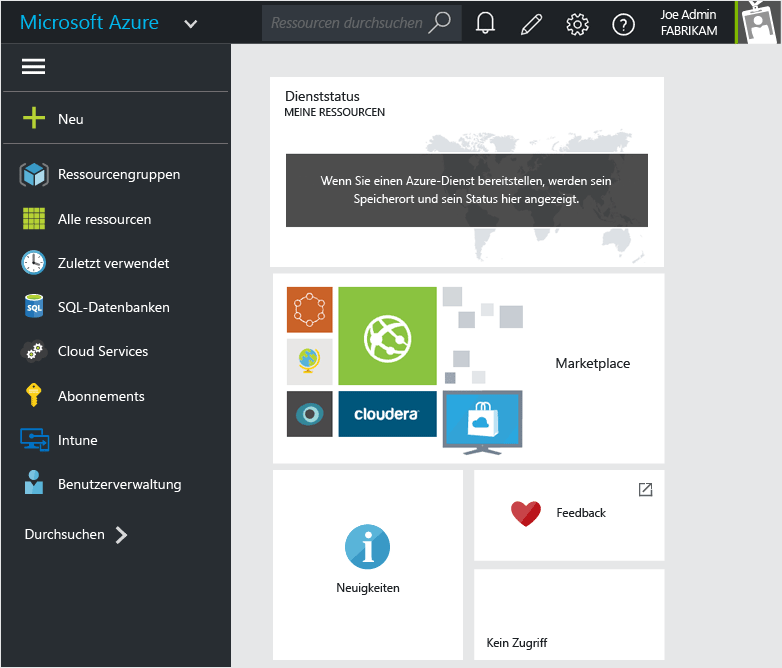 Microsoft Azure
Ressourcen durchsuchen
Joe Admin
FABRIKAM
Neu
Ressourcengruppen
Alle ressourcen
Zuletzt verwendet
SQL
SQL-Datenbanken
Cloud Services
Abonnements
Intune
Benutzerverwaltung
Durchsuchen
Dienststatus
MEINE RESSOURCEN
Wenn Sie einen Azure-Dienst bereitstellen, werden sein
Speicherort und sein Status hier angezeigt.
cloudera
Marketplace
Neuigkeiten
Feedback
Kein Zugriff